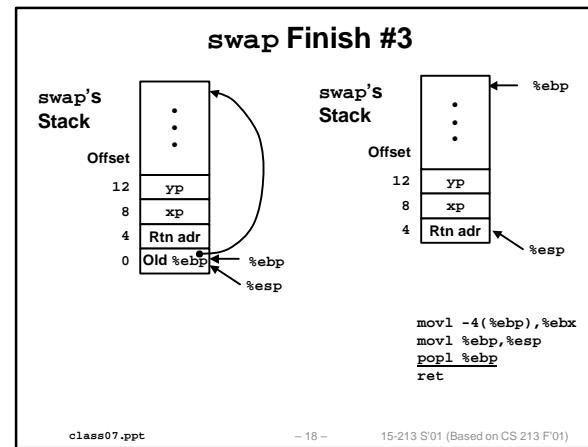 swap Finish #3
swap's
Stack
•
•
•
Offset
12 yp
8 xp
4 Rtn adr
0 Old %ebp
%ebp
%esp
swap's
Stack
%ebp
•
•
•
Offset
12 yp
8 xp
4 Rtn adr
%esp
movl -4(%ebp),%ebx
movl %ebp,%esp
popl %ebp
ret
class07.ppt
– 18 –
15-213 S'01 (Based on CS 213 F'01)